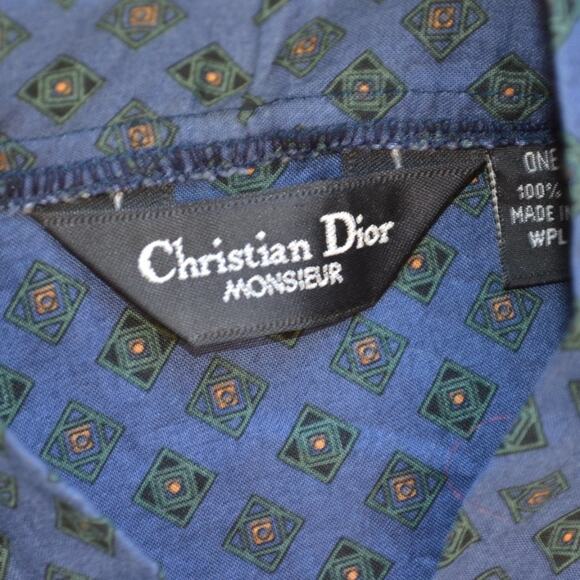 Christian Dior
MONSIEUR
ONE
100%
MADE IN
WPL